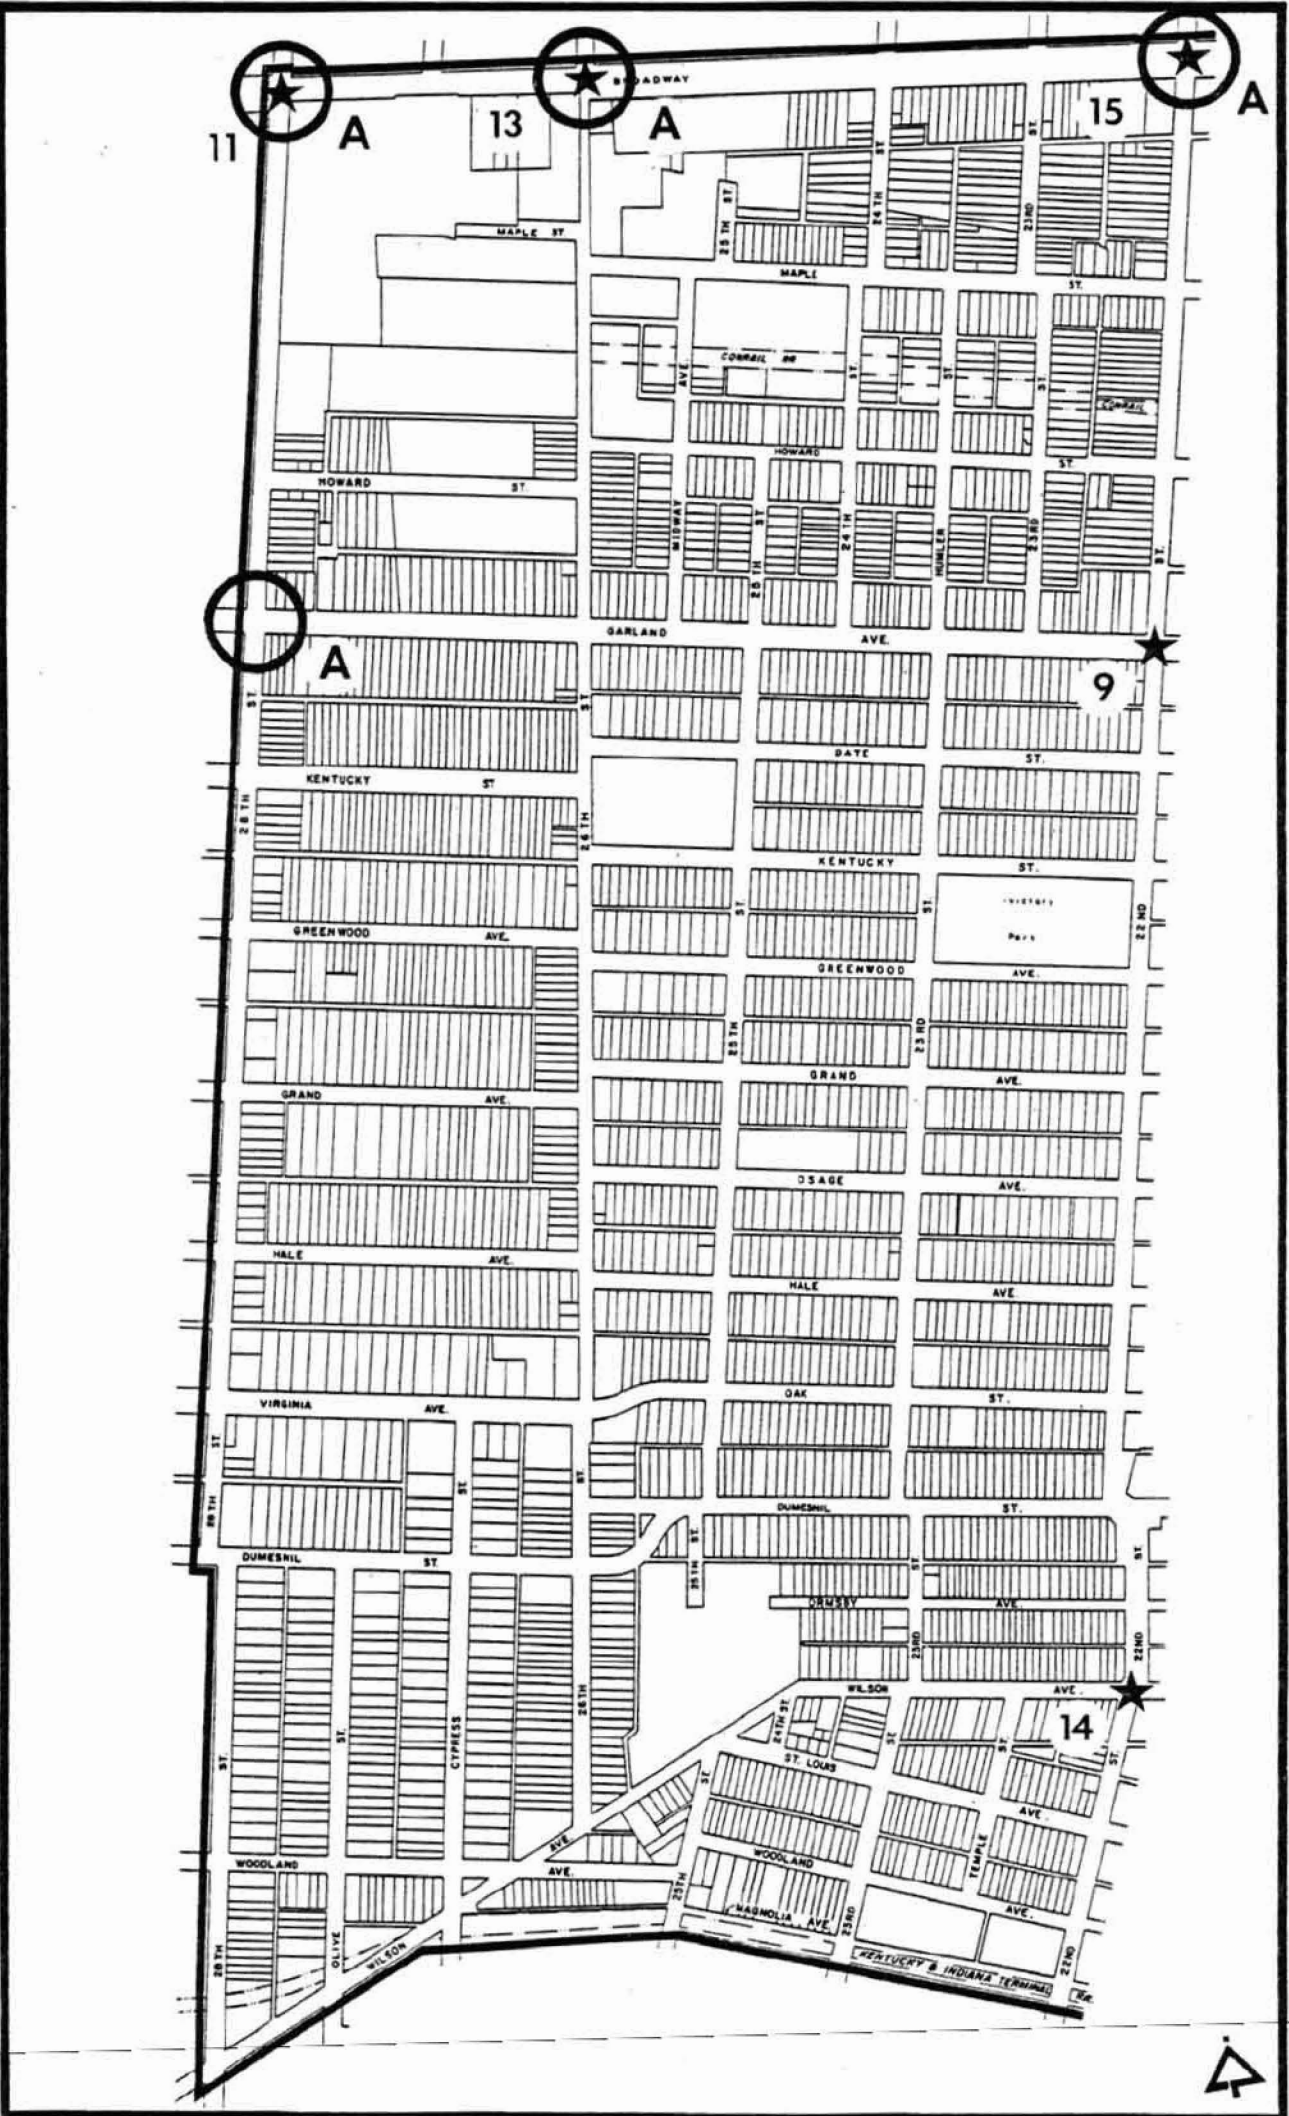 BROADWAY
11
A
13
A
15
A
ST.
ST.
24TH
25TH ST.
23RD
MAPLE ST
MAPLE
ST.
CONRAIL RR
AVE.
ST.
ST.
ST.
CONRAIL
HOWARD
ST.
HOWARD
ST.
MIDWAY
25TH ST
24TH
HUMLER
23RD
ST.
GARLAND
AVE.
A
9
ST.
ST
DATE
ST.
KENTUCKY
ST
28TH
26TH
KENTUCKY
ST.
ST.
ST.
Victory
Park
22ND
GREENWOOD
AVE.
GREENWOOD
AVE.
25TH
23RD
GRAND
AVE.
GRAND
AVE.
OSAGE
AVE.
HALE
AVE.
HALE
AVE.
OAK
ST.
VIRGINIA
AVE.
ST.
ST.
ST.
28TH
DUMESNIL
ST.
DUMESNIL
ST.
25TH ST.
ST.
ST.
ORMSBY
AVE.
23RD
22ND
WILSON
AVE.
14
26TH
CYPRESS
ST.
ST.
24TH ST.
ST.
ST.
ST.
ST.
ST. LOUIS
AVE.
AVE.
WOODLAND
AVE.
WOODLAND
TEMPLE
AVE.
25TH
MAGNOLIA AVE.
23RD
28TH
OLIVE
WILSON
22ND
KENTUCKY & INDIANA TERMINAL
RR.
N